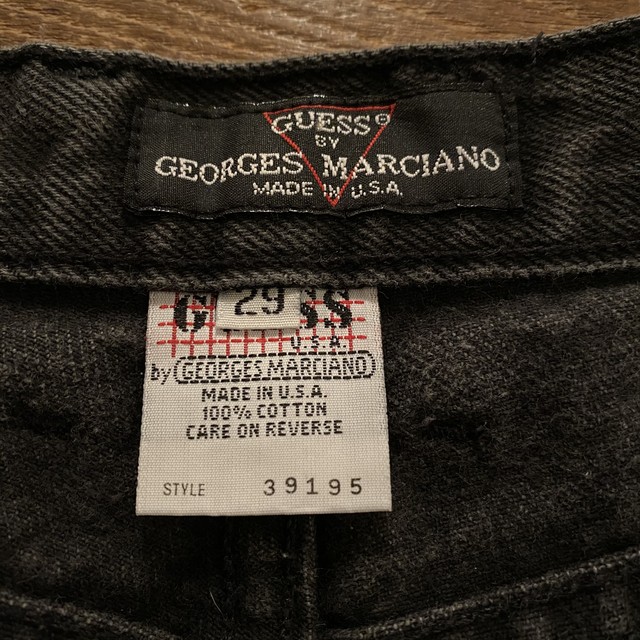 GUESS®
BY
GEORGES MARCIANO
MADE IN U.S.A.
29
G SS
U.S.A.
by GEORGES MARCIANO
MADE IN U.S.A.
100% COTTON
CARE ON REVERSE
STYLE 39195